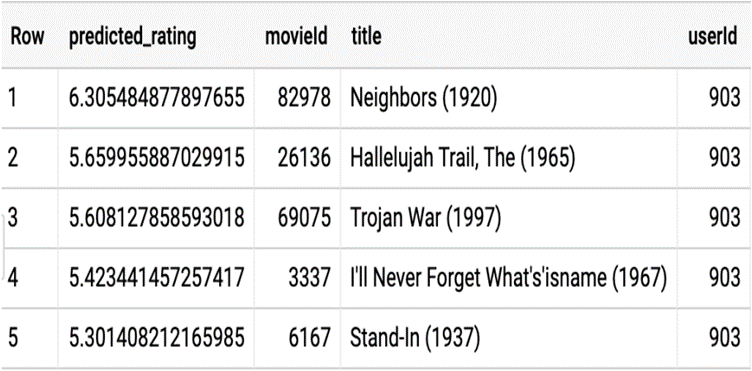 Row predicted_rating movieId title userId
1 6.305484877897655 82978 Neighbors (1920) 903
2 5.659955887029915 26136 Hallelujah Trail, The (1965) 903
3 5.608127858593018 69075 Trojan War (1997) 903
4 5.423441457257417 3337 I'll Never Forget What's'isname (1967) 903
5 5.301408212165985 6167 Stand-In (1937) 903